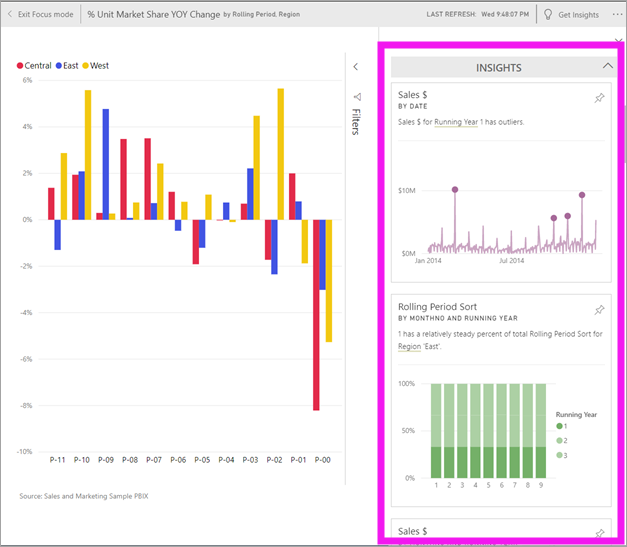 Exit Focus mode
% Unit Market Share YOY Change by Rolling Period, Region
LAST REFRESH: Wed 9:48:07 PM
Get Insights
Central East West
6%
4%
2%
0%
-2%
-4%
-6%
-8%
-10%
P-11 P-10 P-09 P-08 P-07 P-06 P-05 P-04 P-03 P-02 P-01 P-00
Source: Sales and Marketing Sample PBIX
Filters
INSIGHTS
Sales $
BY DATE
Sales $ for Running Year 1 has outliers.
$10M
$0M
Jan 2014 Jul 2014
Rolling Period Sort
BY MONTHNO AND RUNNING YEAR
1 has a relatively steady percent of total Rolling Period Sort for
Region 'East'.
100%
50%
0%
1 2 3 4 5 6 7 8 9
Running Year
1
2
3
Sales $